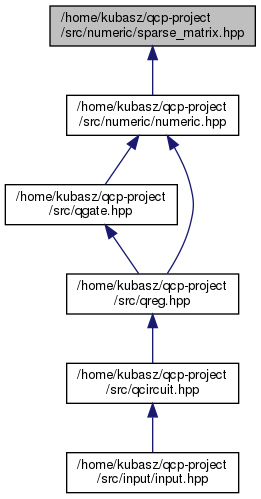 /home/kubasz/qcp-project
/src/numeric/sparse_matrix.hpp
/home/kubasz/qcp-project
/src/numeric/numeric.hpp
/home/kubasz/qcp-project
/src/qgate.hpp
/home/kubasz/qcp-project
/src/qreg.hpp
/home/kubasz/qcp-project
/src/qcircuit.hpp
/home/kubasz/qcp-project
/src/input/input.hpp